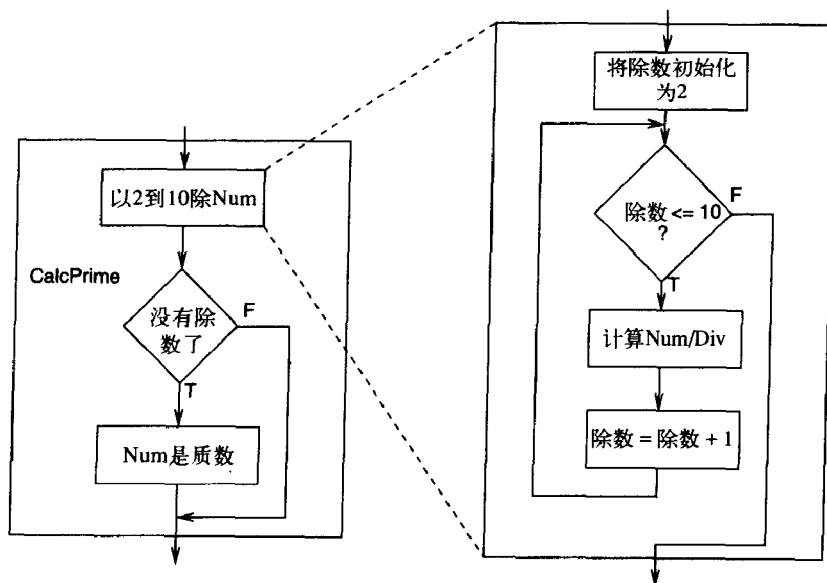 以2到10除Num
CalcPrime
没有除
数了
F
T
Num是质数
将除数初始化
为2
除数 <= 10
?
F
T
计算Num/Div
除数 = 除数 + 1